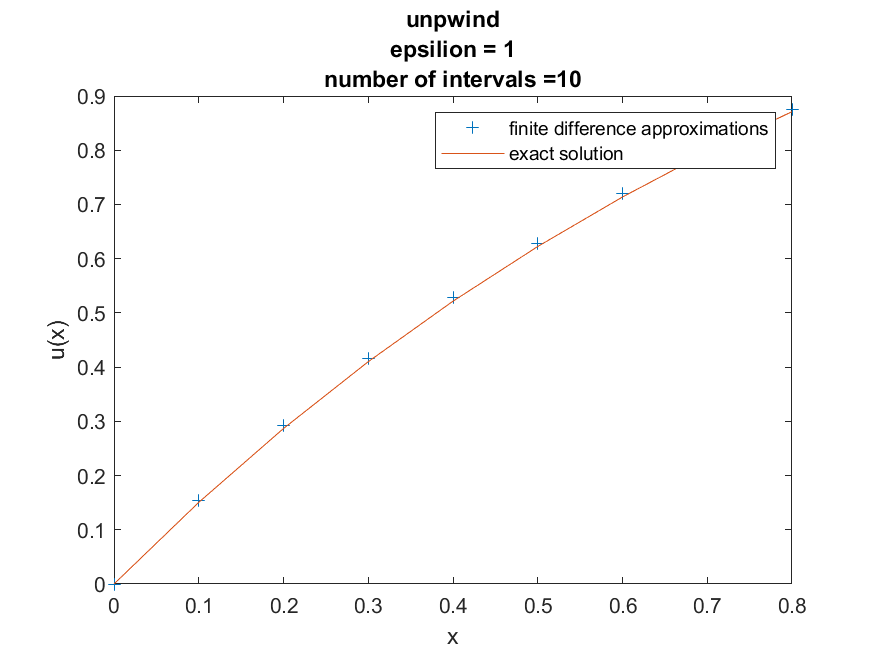 unpwind
epsilion = 1
number of intervals =10
finite difference approximations
exact solution
0.9
0.8
0.7
0.6
0.5
0.4
0.3
0.2
0.1
0
u(x)
0 0.1 0.2 0.3 0.4 0.5 0.6 0.7 0.8
x